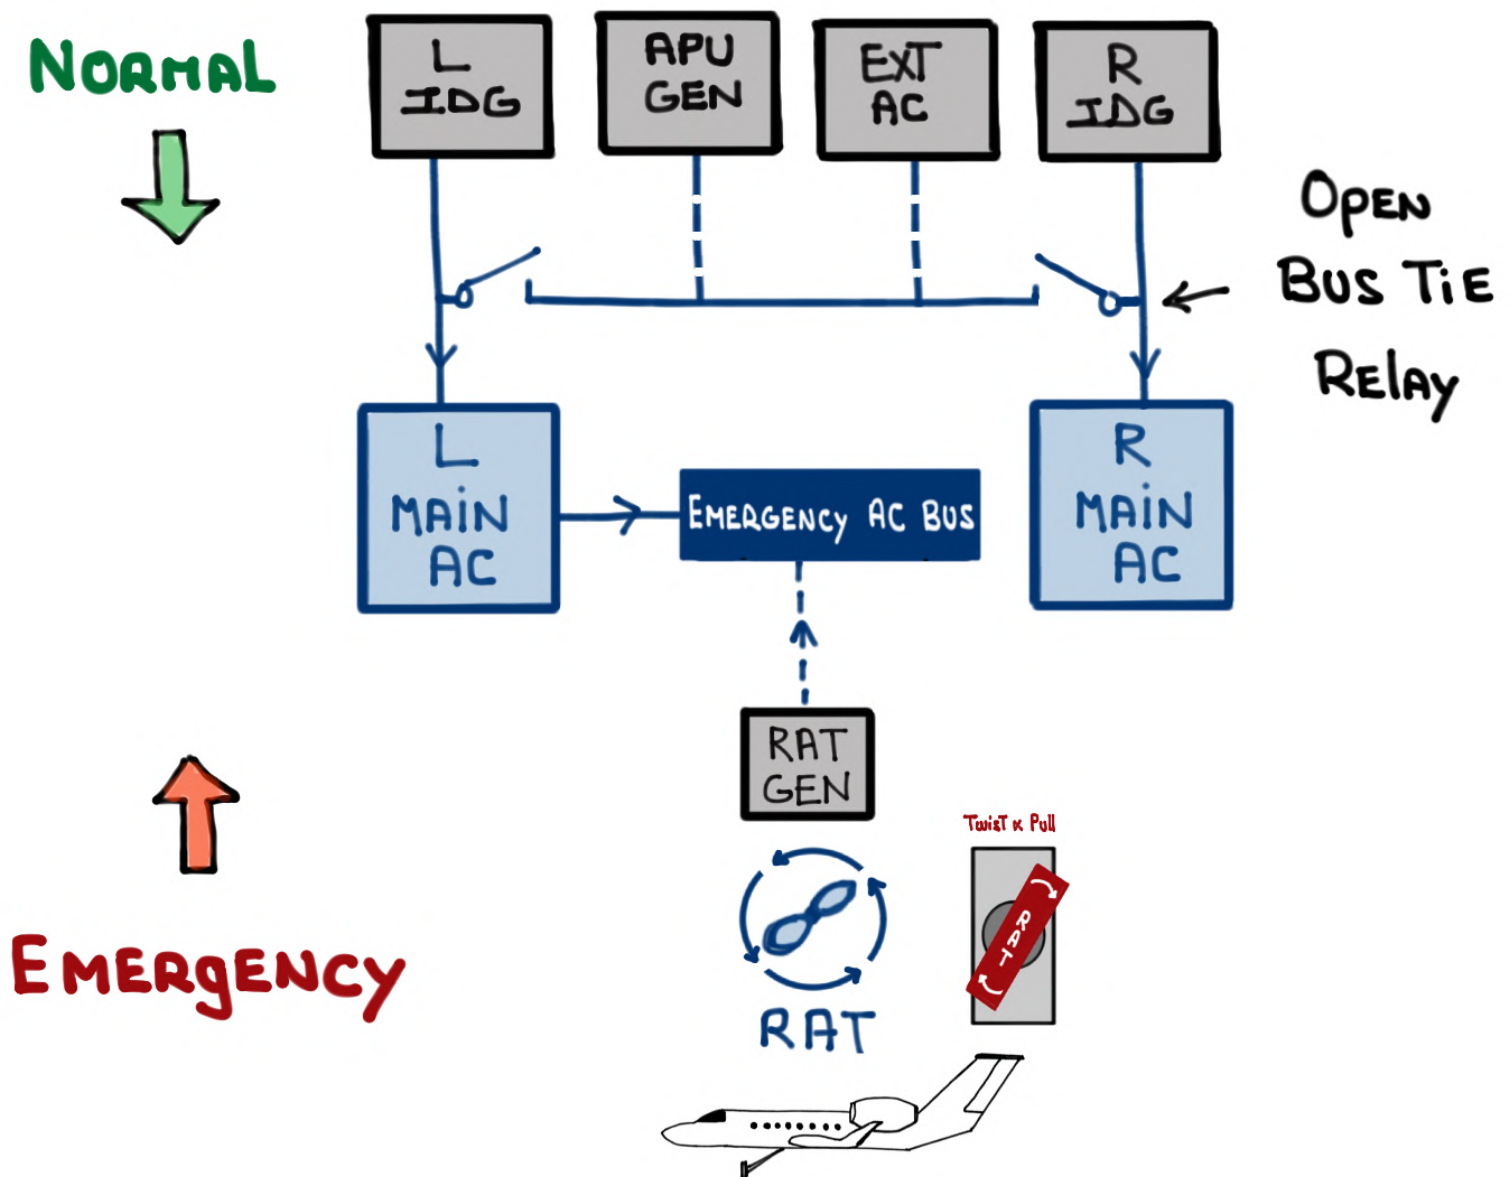 NORMAL
L
IDG
APU
GEN
EXT
AC
R
IDG
OPEN
BUS TiE
RElAY
L
MAiN
AC
EMERGENCY AC BUS
R
MAiN
AC
RAT
GEN
TwisT & Pull
RAT
RAT
EMERgENCY